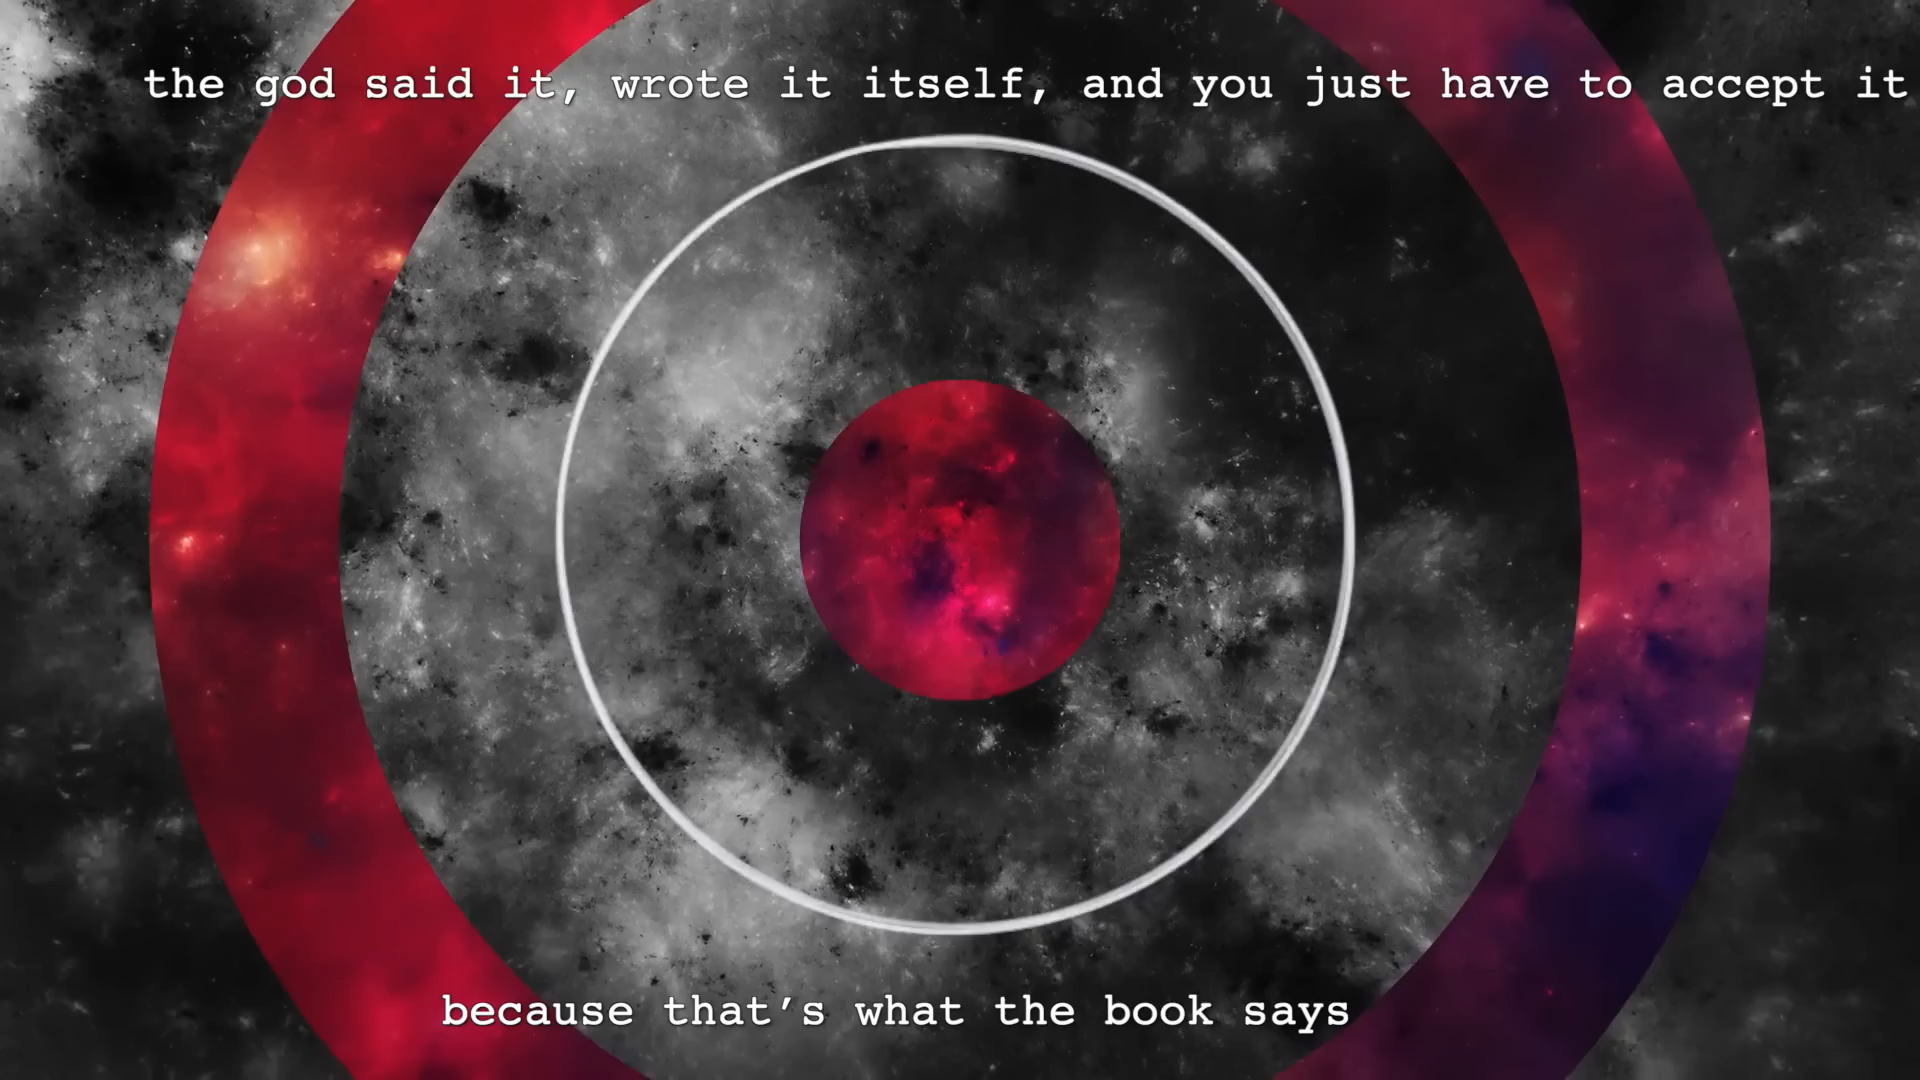 the god said it, wrote it itself, and you just have to accept it
because that’s what the book says